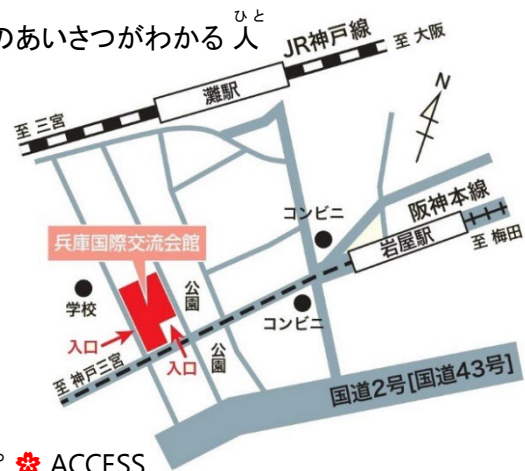 ひと
のあいさつがわかる 人
JR神戸線
至 大阪
灘駅
至 三宮
N
阪神本線
コンビニ
岩屋駅
至 梅田
兵庫国際交流会館
学校
公園
コンビニ
入口
入口
公園
至 神戸三宮
国道2号[国道43号]
ACCESS